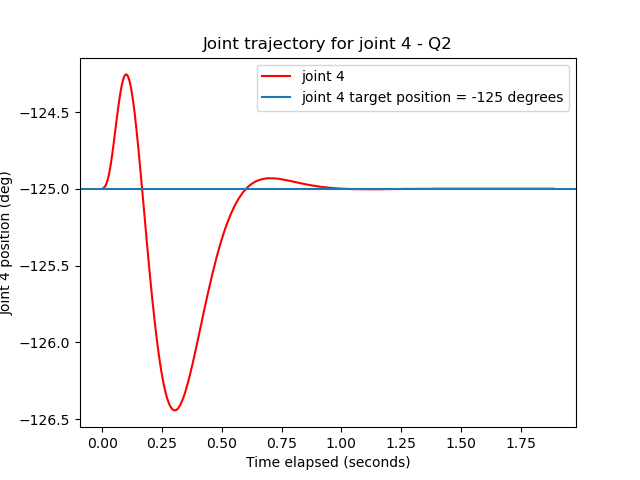 Joint trajectory for joint 4 - Q2
joint 4
joint 4 target position = -125 degrees
−124.5
−125.0
−125.5
−126.0
−126.5
Joint 4 position (deg)
0.00 0.25 0.50 0.75 1.00 1.25 1.50 1.75
Time elapsed (seconds)